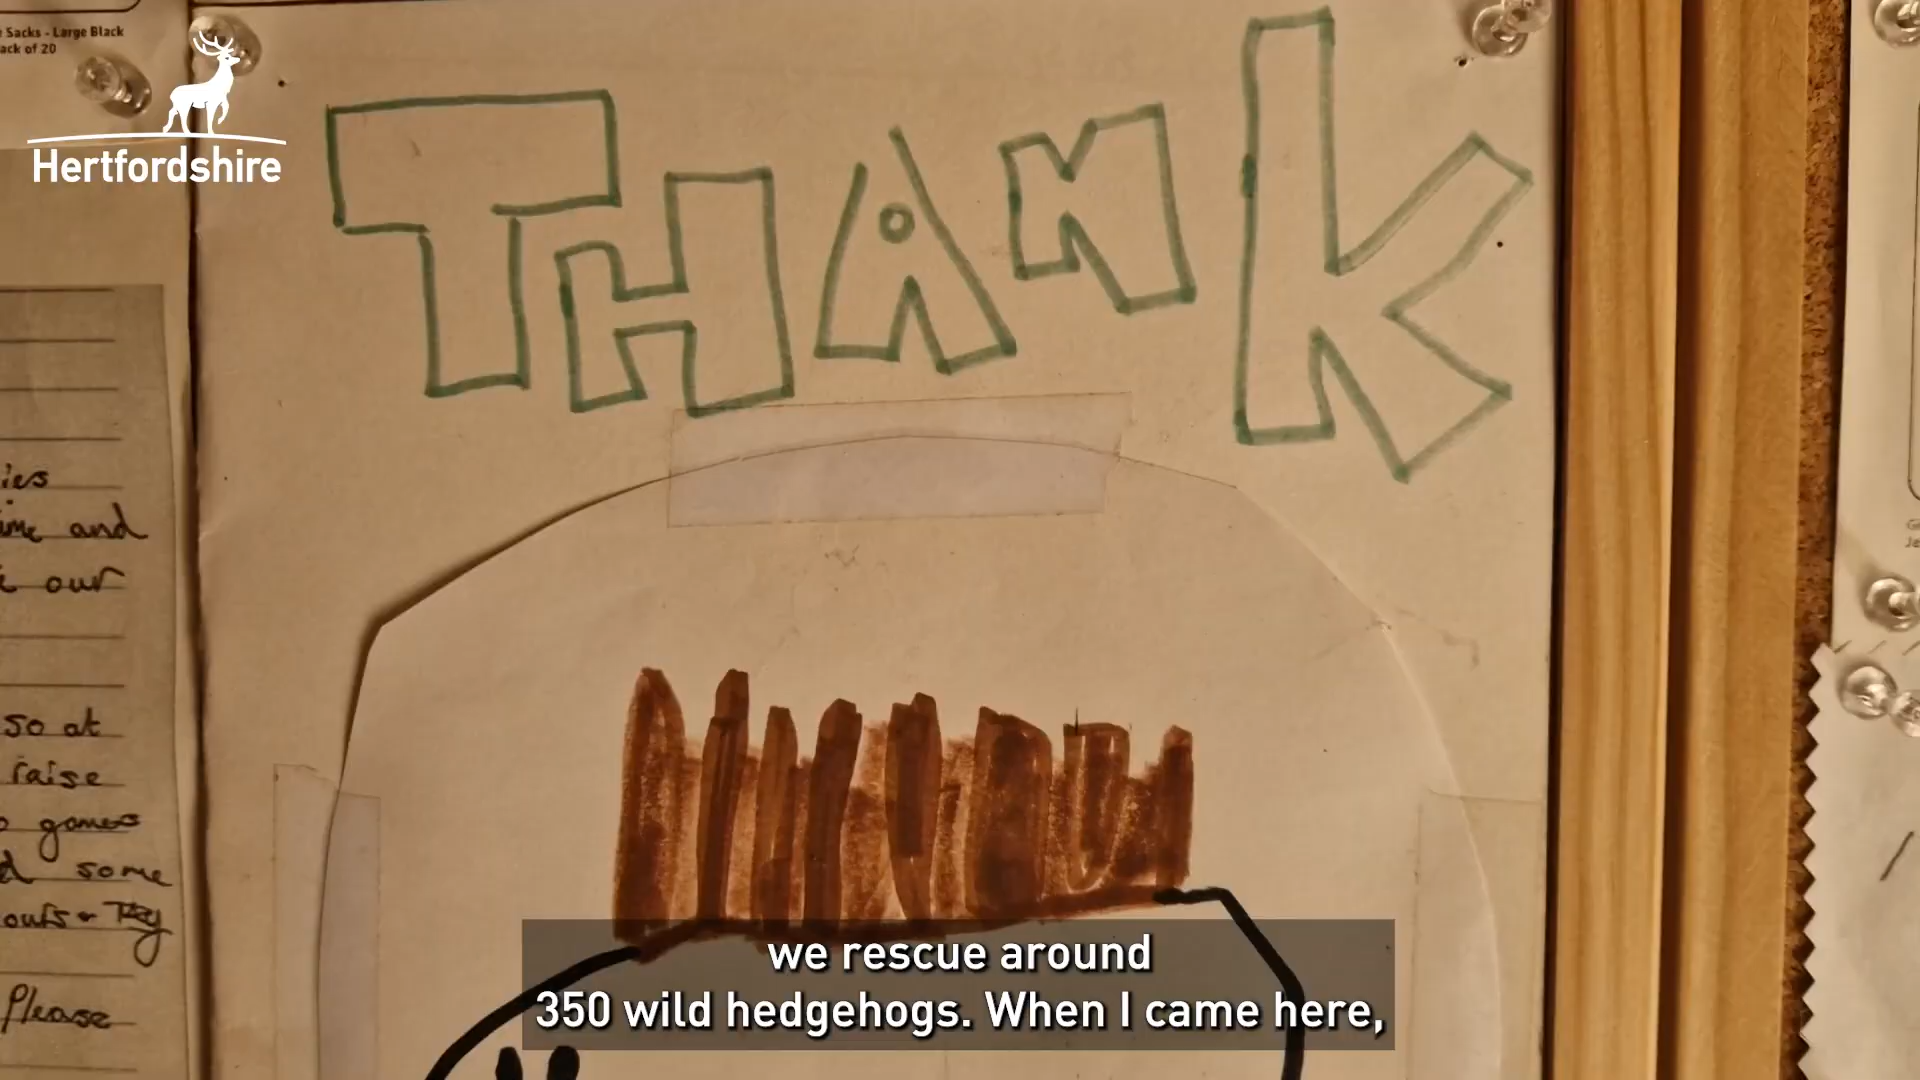 Sacks - Large Black
ack of 20
Hertfordshire
THANK
ies
ime and
our
so at
raise
games
some
Please
we rescue around
350 wild hedgehogs. When I came here,